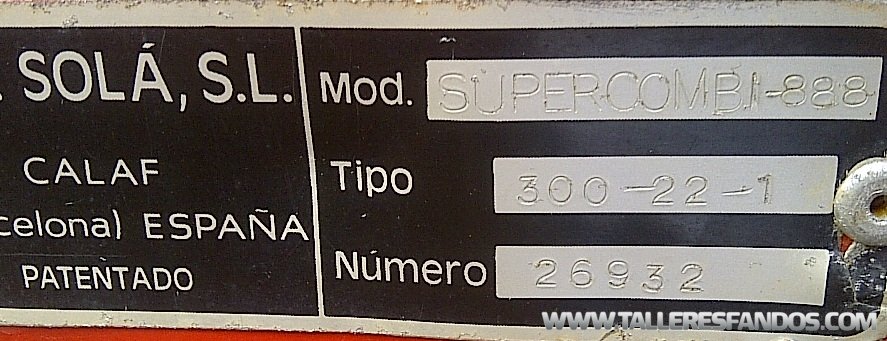 . SOLÁ, S.L.
CALAF
celona) ESPAÑA
PATENTADO
Mod. SUPERCOMBI-888
Tipo 300-22-1
Número 26932
WWW.TALLERESFANDOS.COM